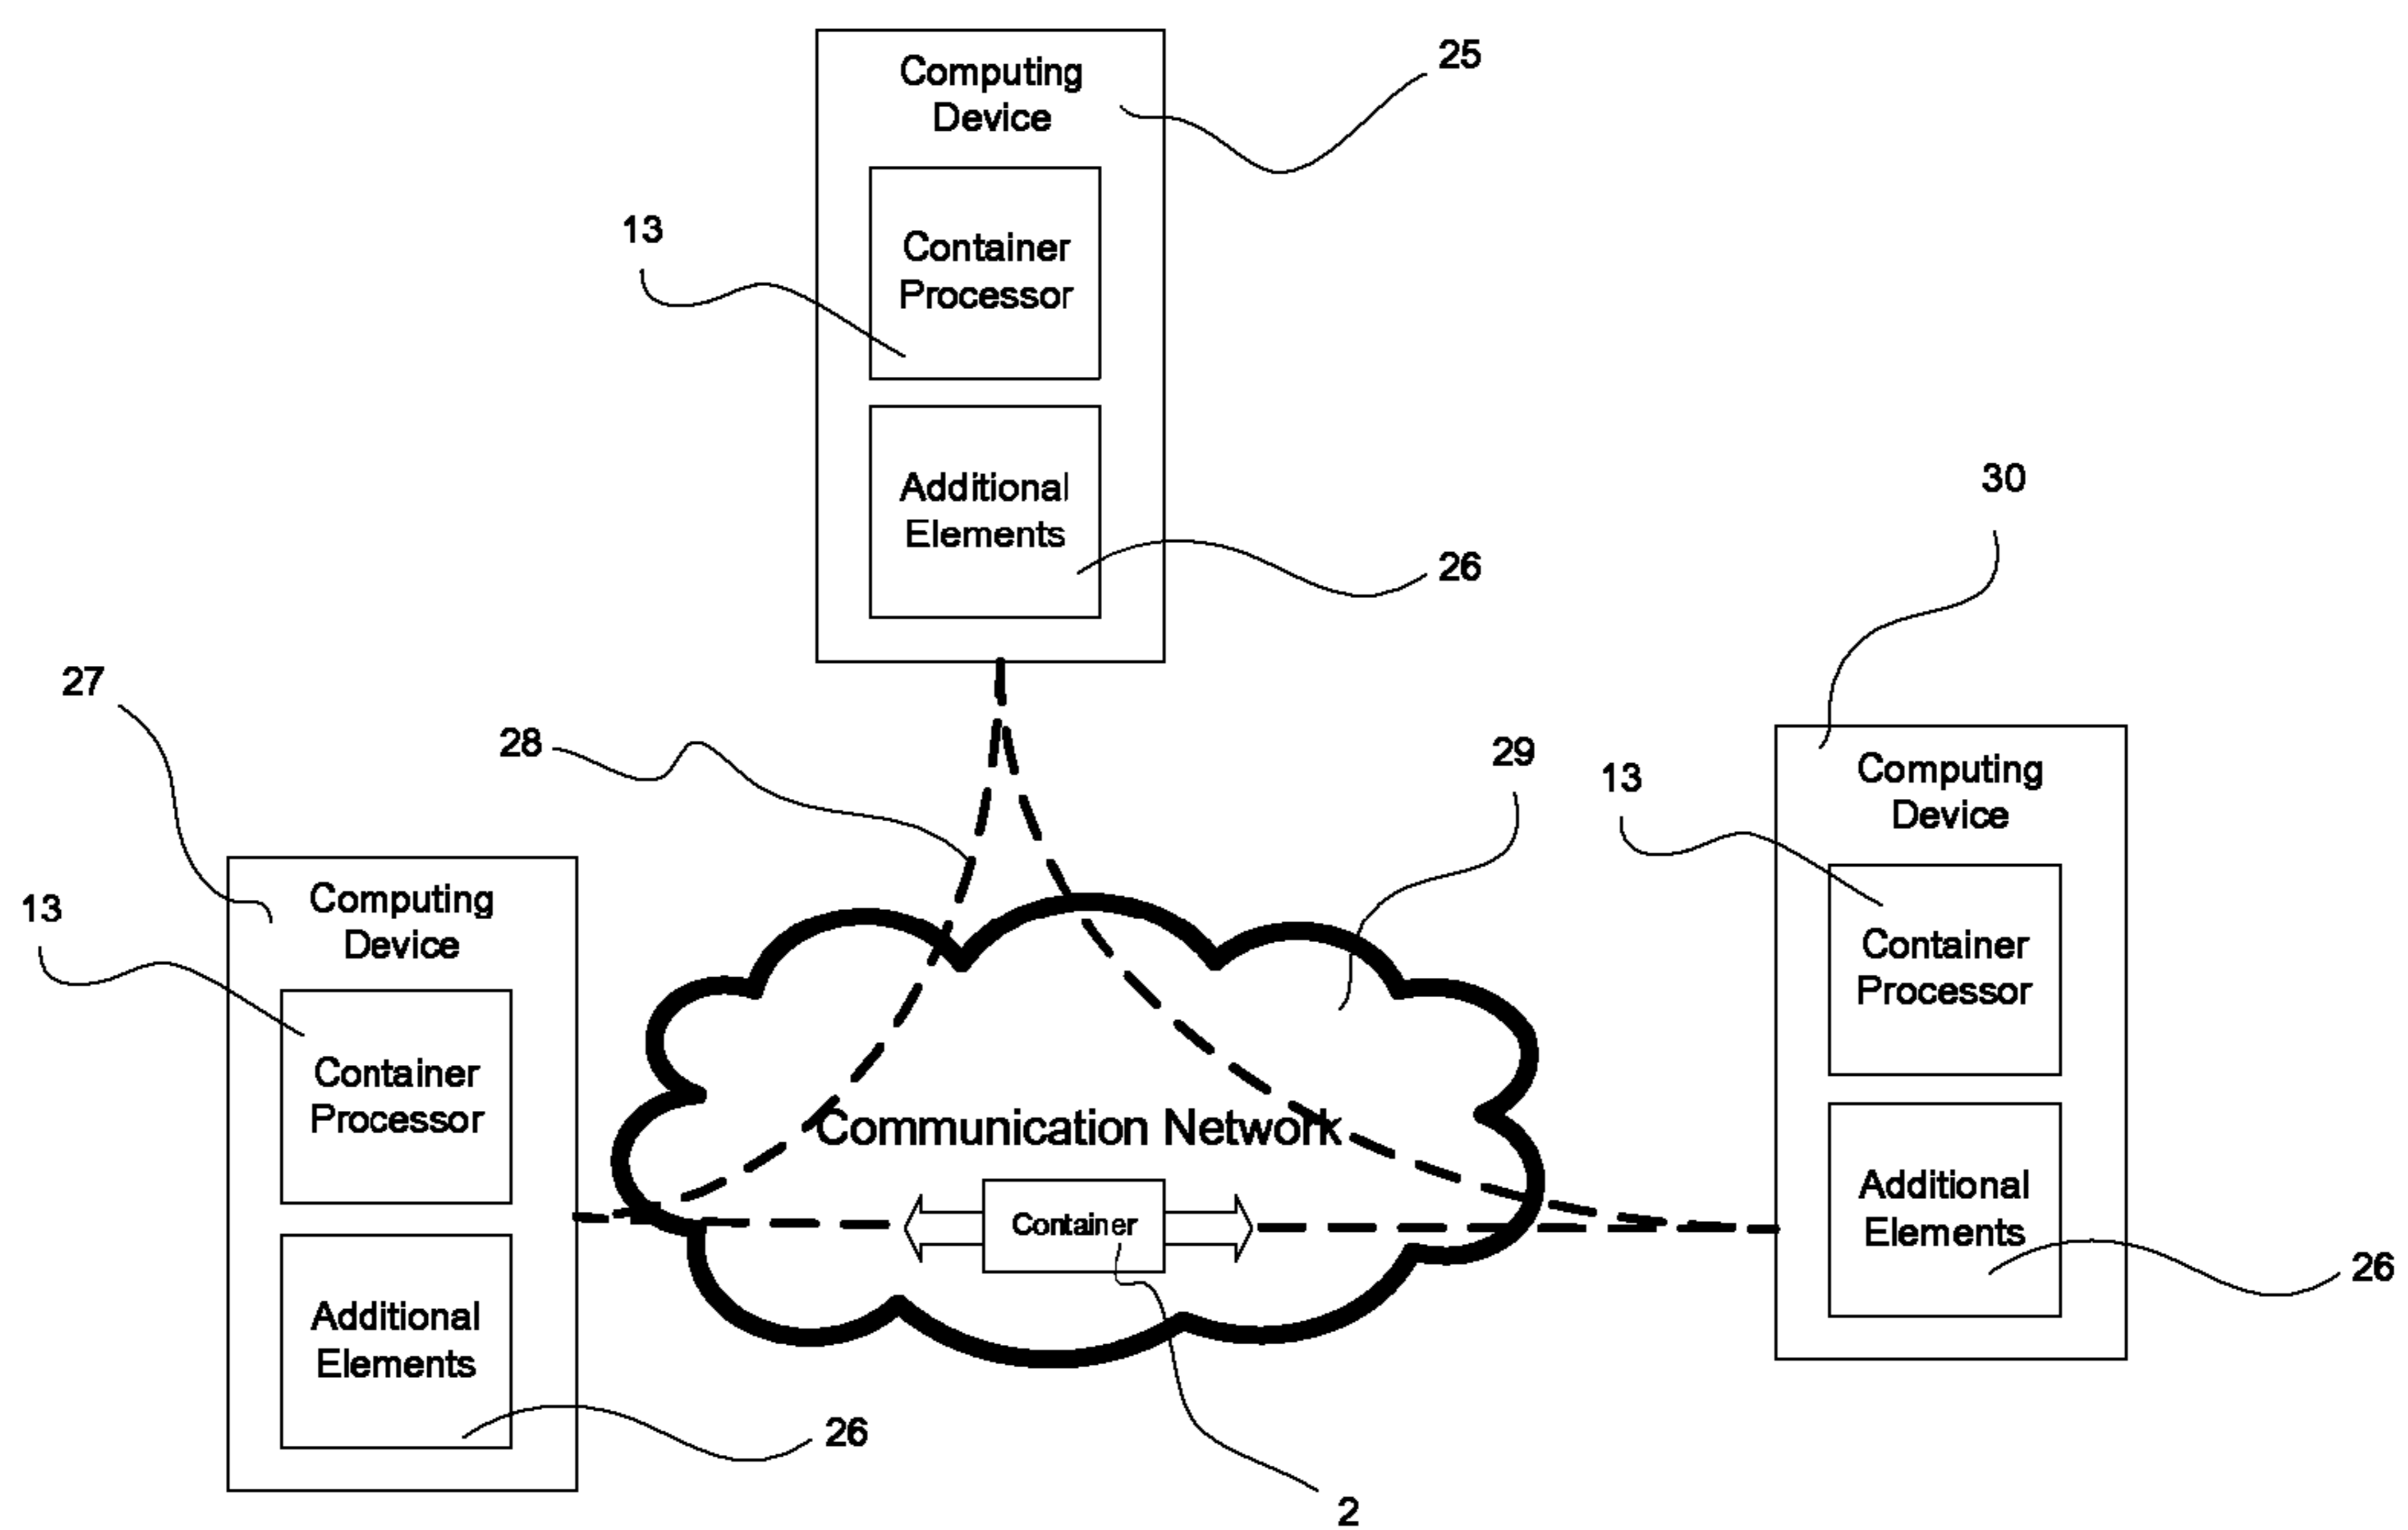 25
Computing
Device
13
Container
Processor
Additional
Elements
26
30
27
28
29
13
Computing
Device
Computing
Device
13
Container
Processor
Container
Processor
Communication Network
Additional
Elements
Container
26
Additional
Elements
26
2